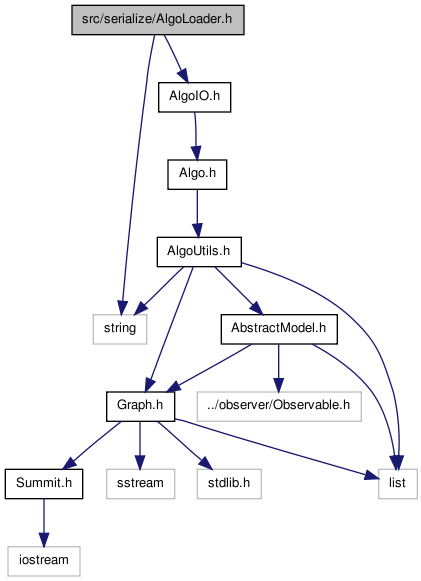 src/serialize/AlgoLoader.h
AlgoIO.h
Algo.h
AlgoUtils.h
string
AbstractModel.h
Graph.h
../observer/Observable.h
Summit.h
sstream
stdlib.h
list
iostream